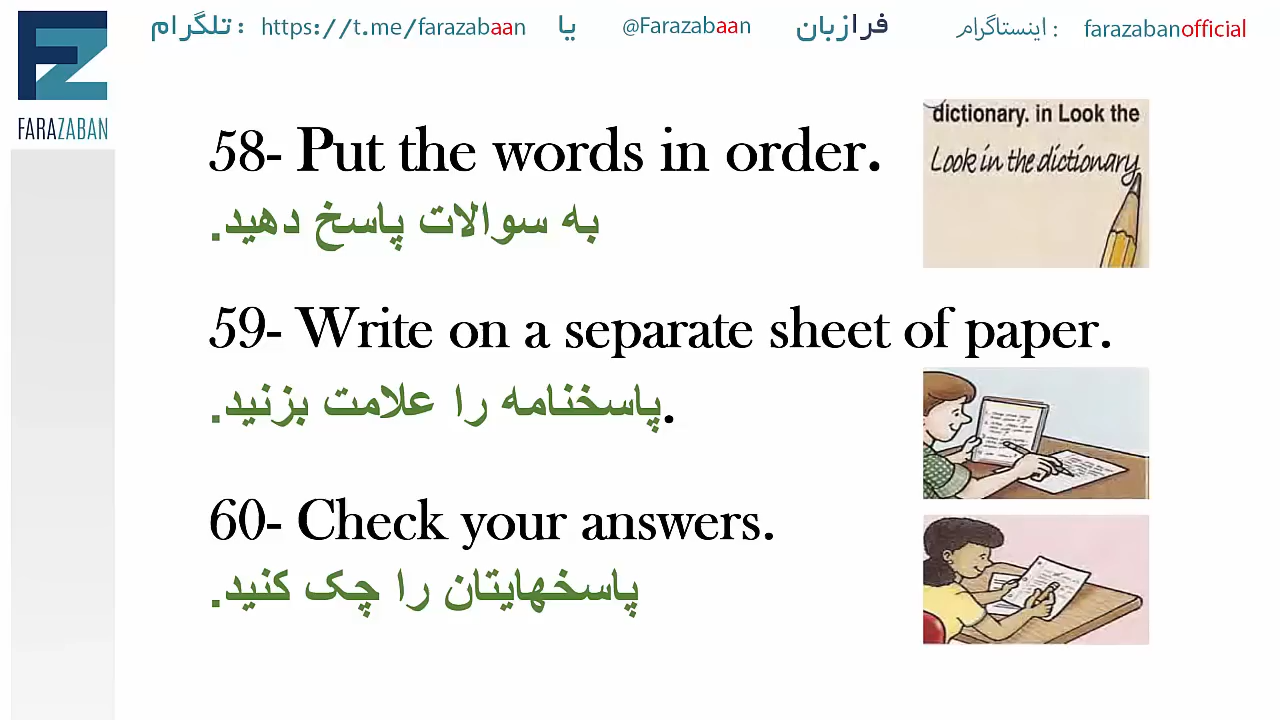 تلگرام : https://t.me/farazabaan یا @Farazabaan فرازبان اینستاگرام : farazabanofficial
FARAZABAN
58- Put the words in order.
به سوالات پاسخ دهید.
dictionary. in Look the
Look in the dictionary.
59- Write on a separate sheet of paper.
.پاسخنامه را علامت بزنید.
60- Check your answers.
پاسخهایتان را چک کنید.